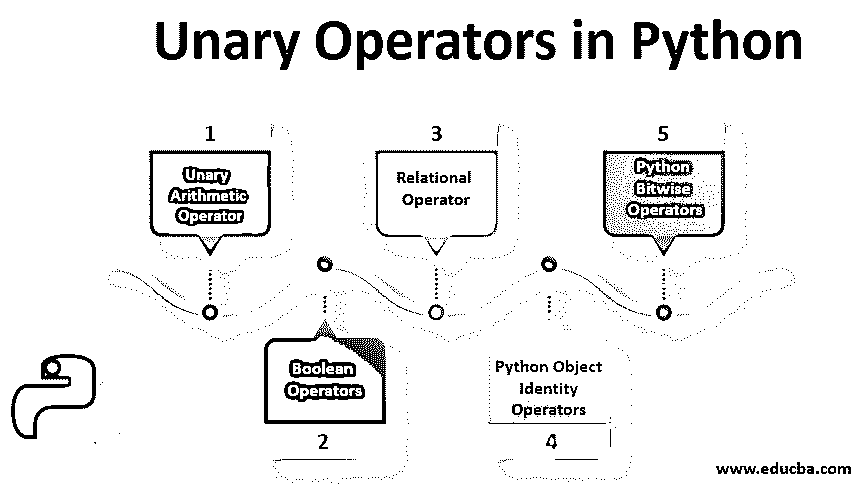 Unary Operators in Python
1
Unary
Arithmetic
Operator
2
Boolean
Operators
3
Relational
Operator
4
Python Object
Identity
Operators
5
Python
Bitwise
Operators
www.educba.com